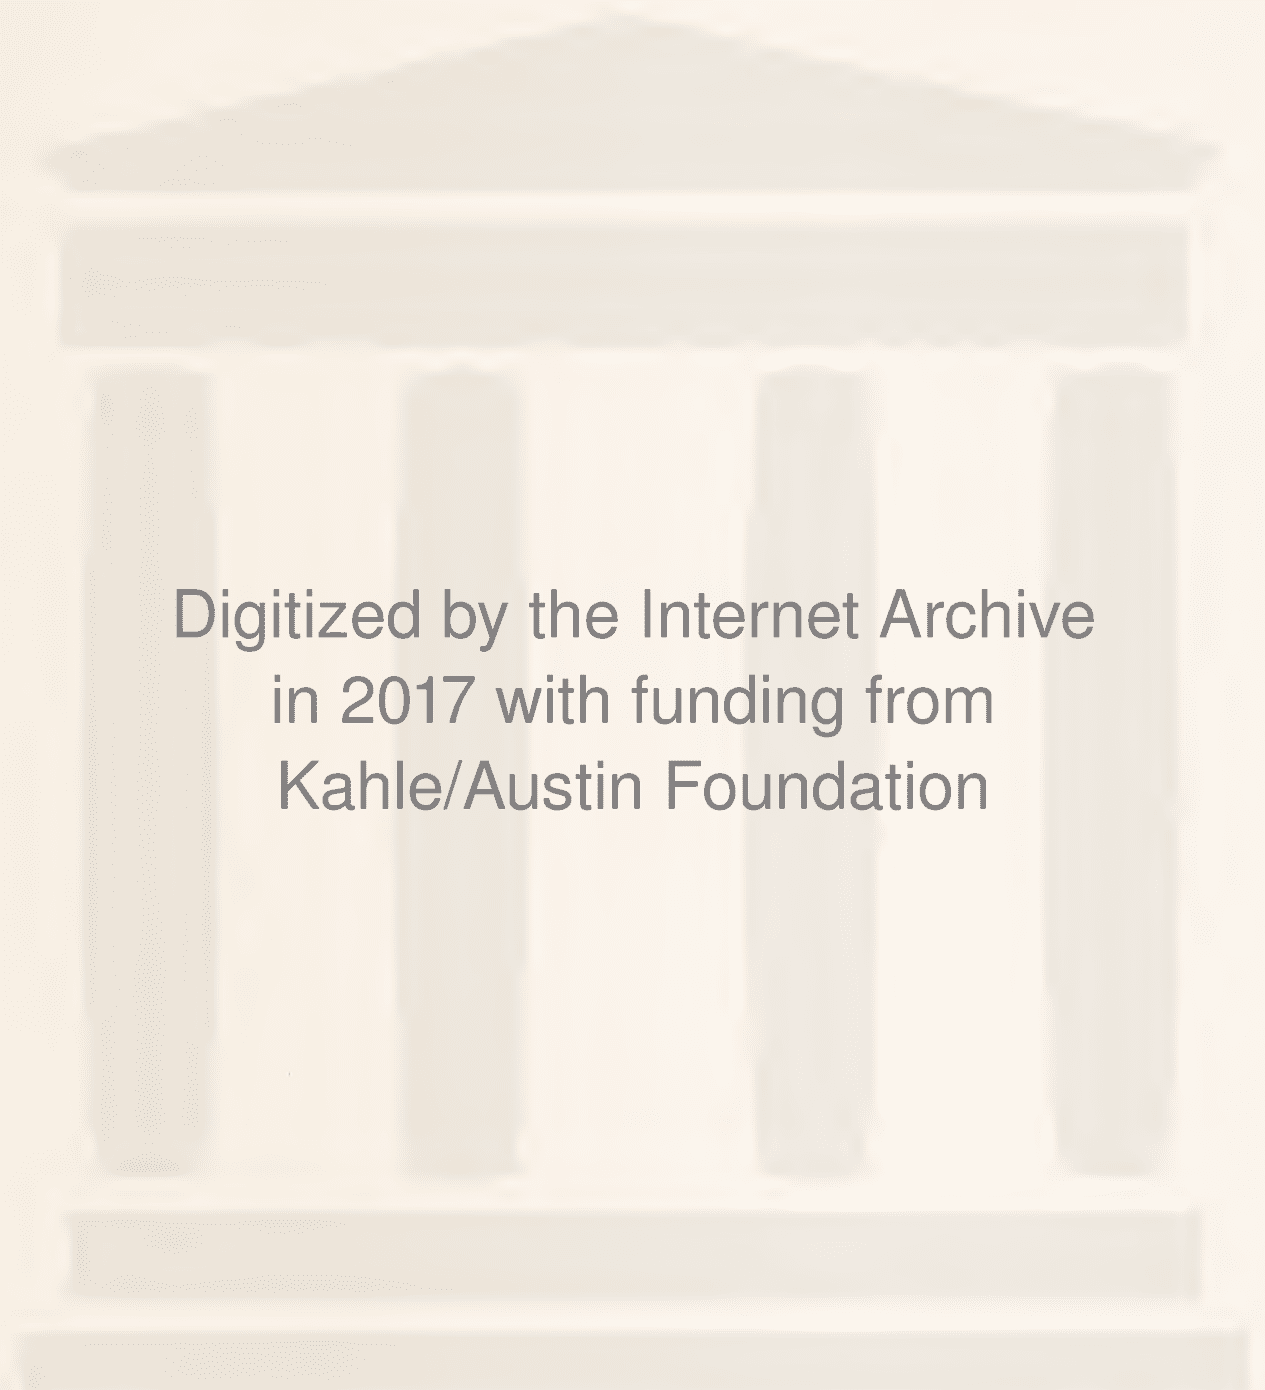 Digitized by the Internet Archive
in 2017 with funding from
Kahle/Austin Foundation